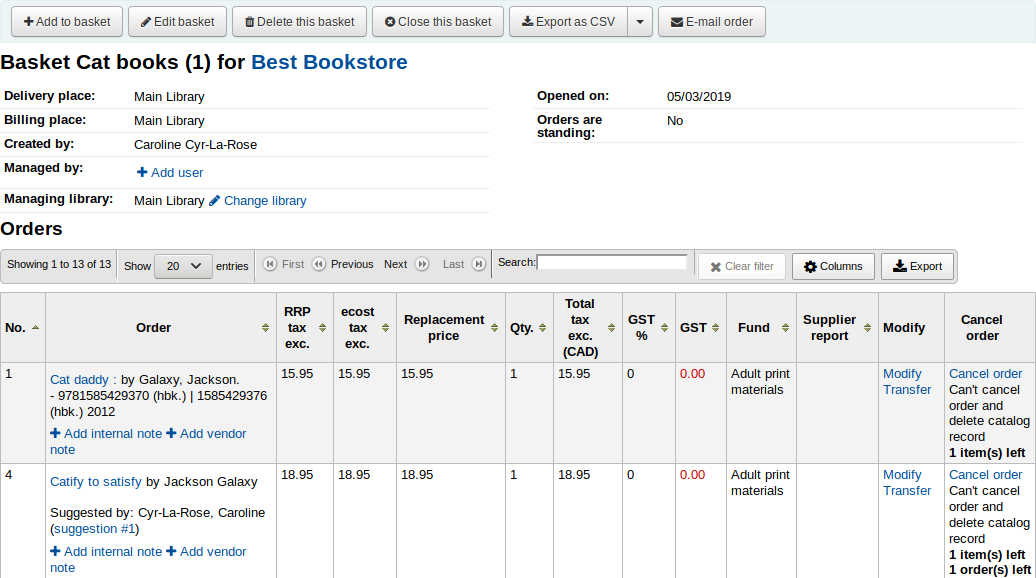 Add to basket Edit basket Delete this basket Close this basket Export as CSV E-mail order
Basket Cat books (1) for Best Bookstore
Delivery place: Main Library
Billing place: Main Library
Created by: Caroline Cyr-La-Rose
Managed by: Add user
Managing library: Main Library Change library
Opened on: 05/03/2019
Orders are
standing: No
Orders
Showing 1 to 13 of 13 Show 20 entries First Previous Next Last Search: Clear filter Columns Export
No. Order RRP tax exc. ecost tax exc. Replacement price Qty. Total tax exc. (CAD) GST % GST Fund Supplier report Modify Cancel order
1
Cat daddy : by Galaxy, Jackson.
- 9781585429370 (hbk.) | 1585429376
(hbk.) 2012
Add internal note Add vendor
note
15.95 15.95 15.95 1 15.95 0 0.00
Adult print
materials
Modify
Transfer
Cancel order
Can't cancel
order and
delete catalog
record
1 item(s) left
4
Catify to satisfy by Jackson Galaxy
Suggested by: Cyr-La-Rose, Caroline
(suggestion #1)
Add internal note Add vendor
note
18.95 18.95 18.95 1 18.95 0 0.00
Adult print
materials
Modify
Transfer
Cancel order
Can't cancel
order and
delete catalog
record
1 item(s) left
1 order(s) left